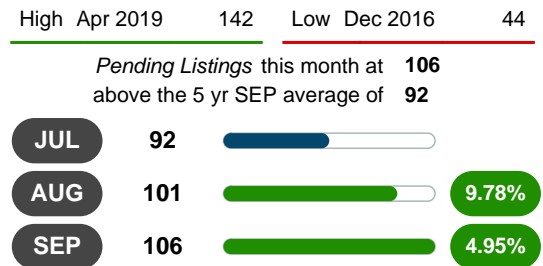 High Apr 2019 142 Low Dec 2016 44
Pending Listings this month at 106
above the 5 yr SEP average of 92
JUL 92
AUG 101 9.78%
SEP 106 4.95%